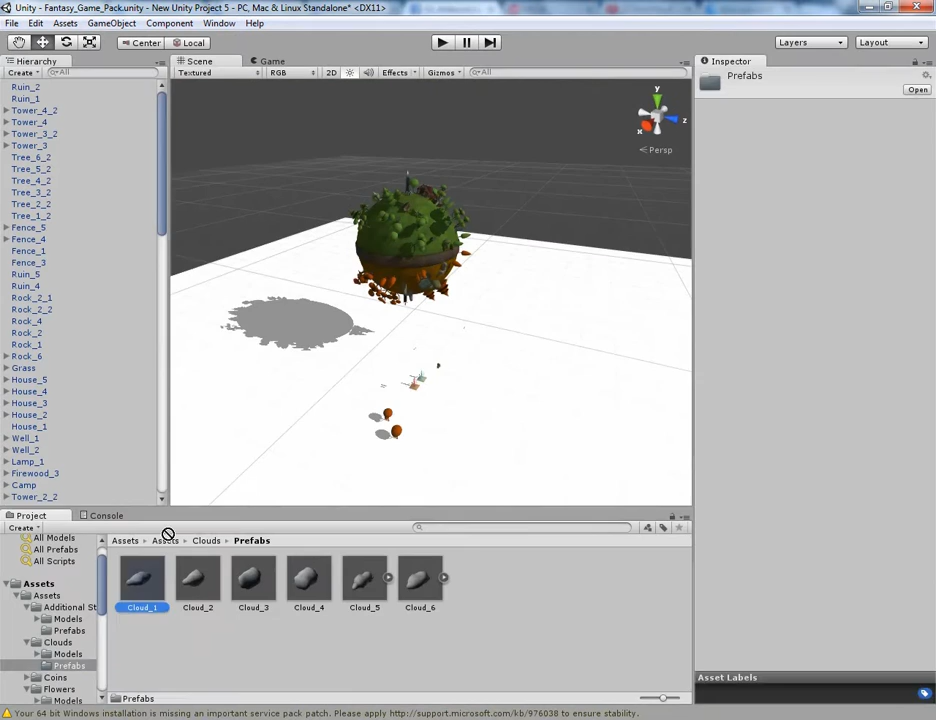 Unity - Fantasy_Game_Pack.unity - New Unity Project 5 - PC, Mac & Linux Standalone* <DX11>
File Edit Assets GameObject Component Window Help
Center Local Layers Layout
Hierarchy
Create All
Ruin_2
Ruin_1
Tower_4_2
Tower_4
Tower_3_2
Tower_3
Tree_6_2
Tree_5_2
Tree_4_2
Tree_3_2
Tree_2_2
Tree_1_2
Fence_5
Fence_4
Fence_1
Fence_3
Ruin_5
Ruin_4
Rock_2_1
Rock_2_2
Rock_4
Rock_2
Rock_1
Rock_6
Grass
House_5
House_4
House_3
House_2
House_1
Well_1
Well_2
Lamp_1
Firewood_3
Camp
Tower_2_2
Scene Game
Textured RGB 2D Effects Gizmos All
y
z
x
Persp
Inspector
Prefabs
Open
Project Console
Create
All Models
All Prefabs
All Scripts
Assets
Assets
Additional St
Models
Prefabs
Clouds
Models
Prefabs
Coins
Flowers
Models
Assets Assets Clouds Prefabs
Cloud_1 Cloud_2 Cloud_3 Cloud_4 Cloud_5 Cloud_6
Prefabs
Asset Labels
Your 64 bit Windows installation is missing an important service pack patch. Please apply http://support.microsoft.com/kb/976038 to ensure stability.